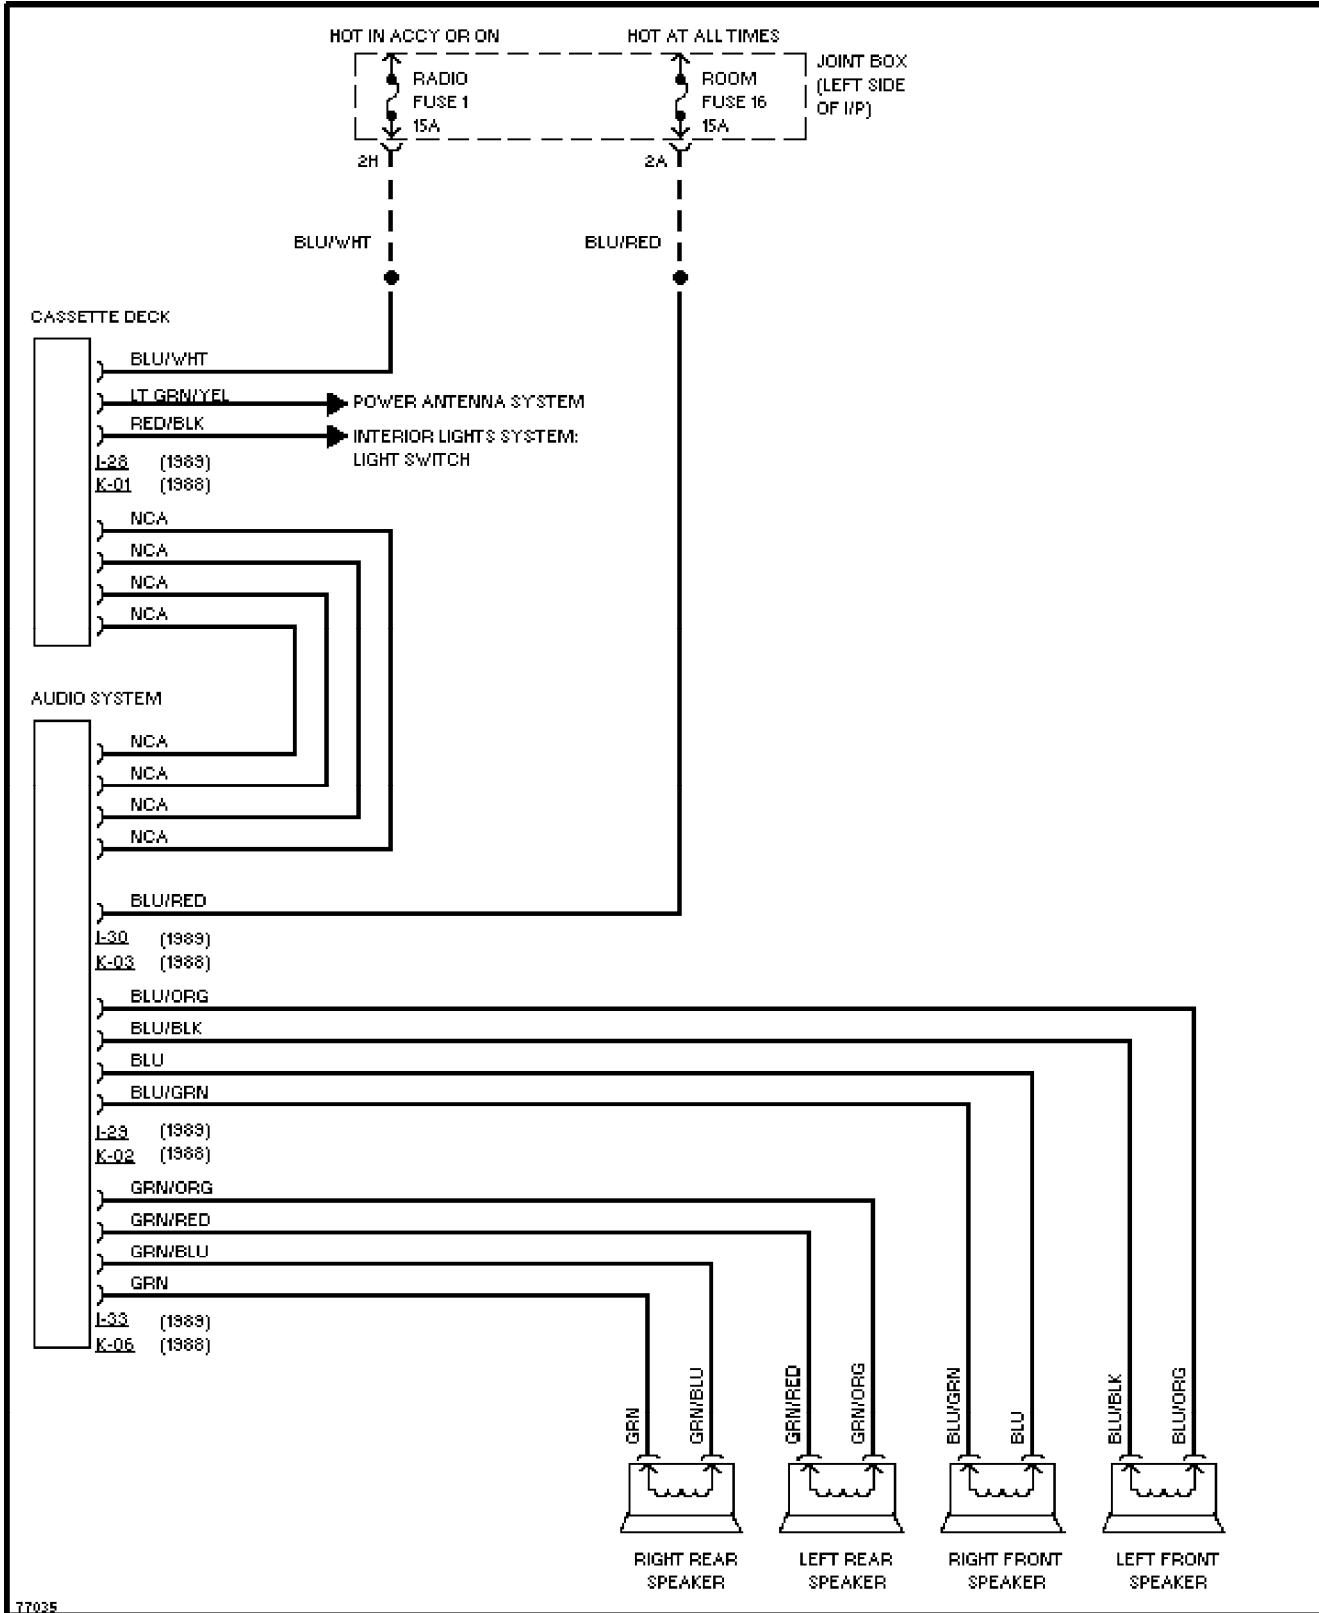 HOT IN ACCY OR ON
HOT AT ALL TIMES
RADIO
FUSE 1
15A
ROOM
FUSE 16
15A
JOINT BOX
(LEFT SIDE
OF I/P)
2H
2A
BLU/WHT
BLU/RED
CASSETTE DECK
BLU/WHT
LT GRN/YEL
POWER ANTENNA SYSTEM
RED/BLK
INTERIOR LIGHTS SYSTEM:
LIGHT SWITCH
I-28 (1989)
K-01 (1988)
NCA
NCA
NCA
NCA
AUDIO SYSTEM
NCA
NCA
NCA
NCA
BLU/RED
I-30 (1989)
K-03 (1988)
BLU/ORG
BLU/BLK
BLU
BLU/GRN
I-29 (1989)
K-02 (1988)
GRN/ORG
GRN/RED
GRN/BLU
GRN
I-33 (1989)
K-06 (1988)
GRN
GRN/BLU
GRN/RED
GRN/ORG
BLU/GRN
BLU
BLU/BLK
BLU/ORG
RIGHT REAR
SPEAKER
LEFT REAR
SPEAKER
RIGHT FRONT
SPEAKER
LEFT FRONT
SPEAKER
77035